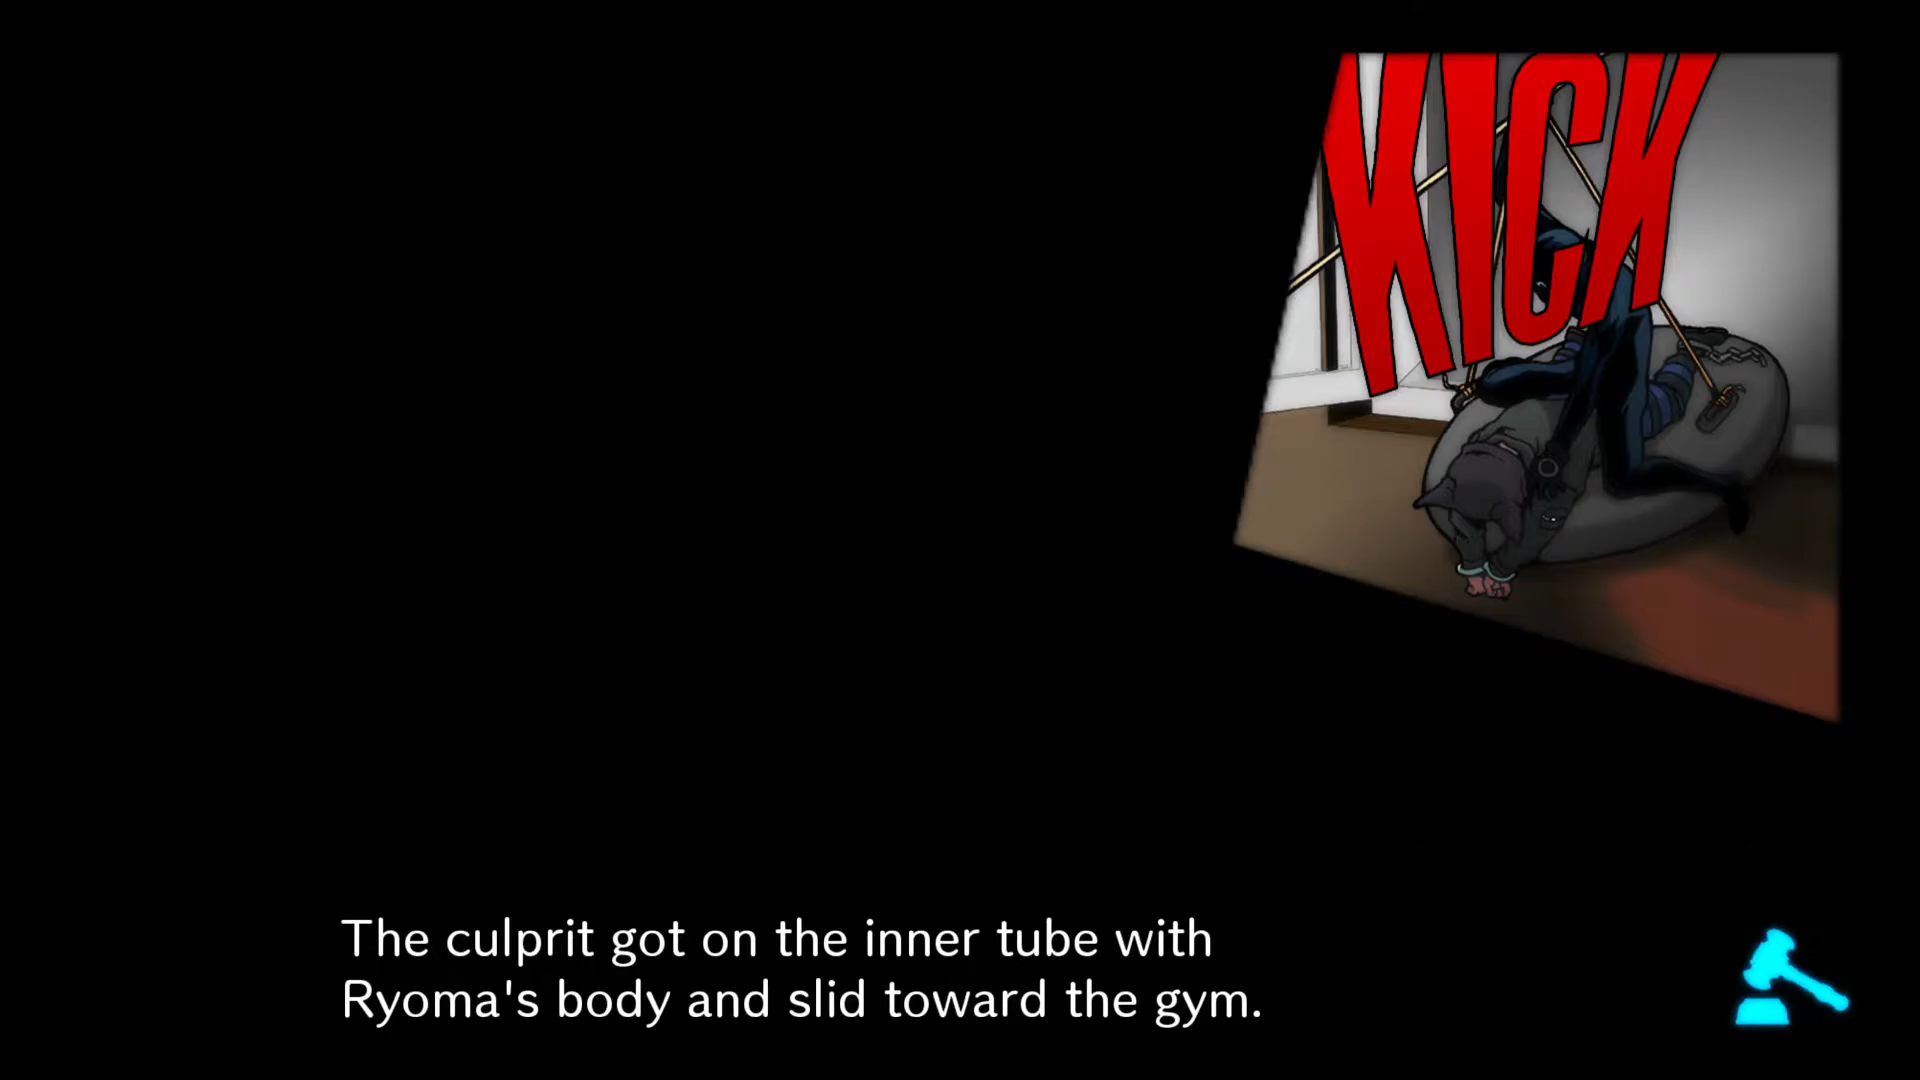 KICK
The culprit got on the inner tube with
Ryoma's body and slid toward the gym.